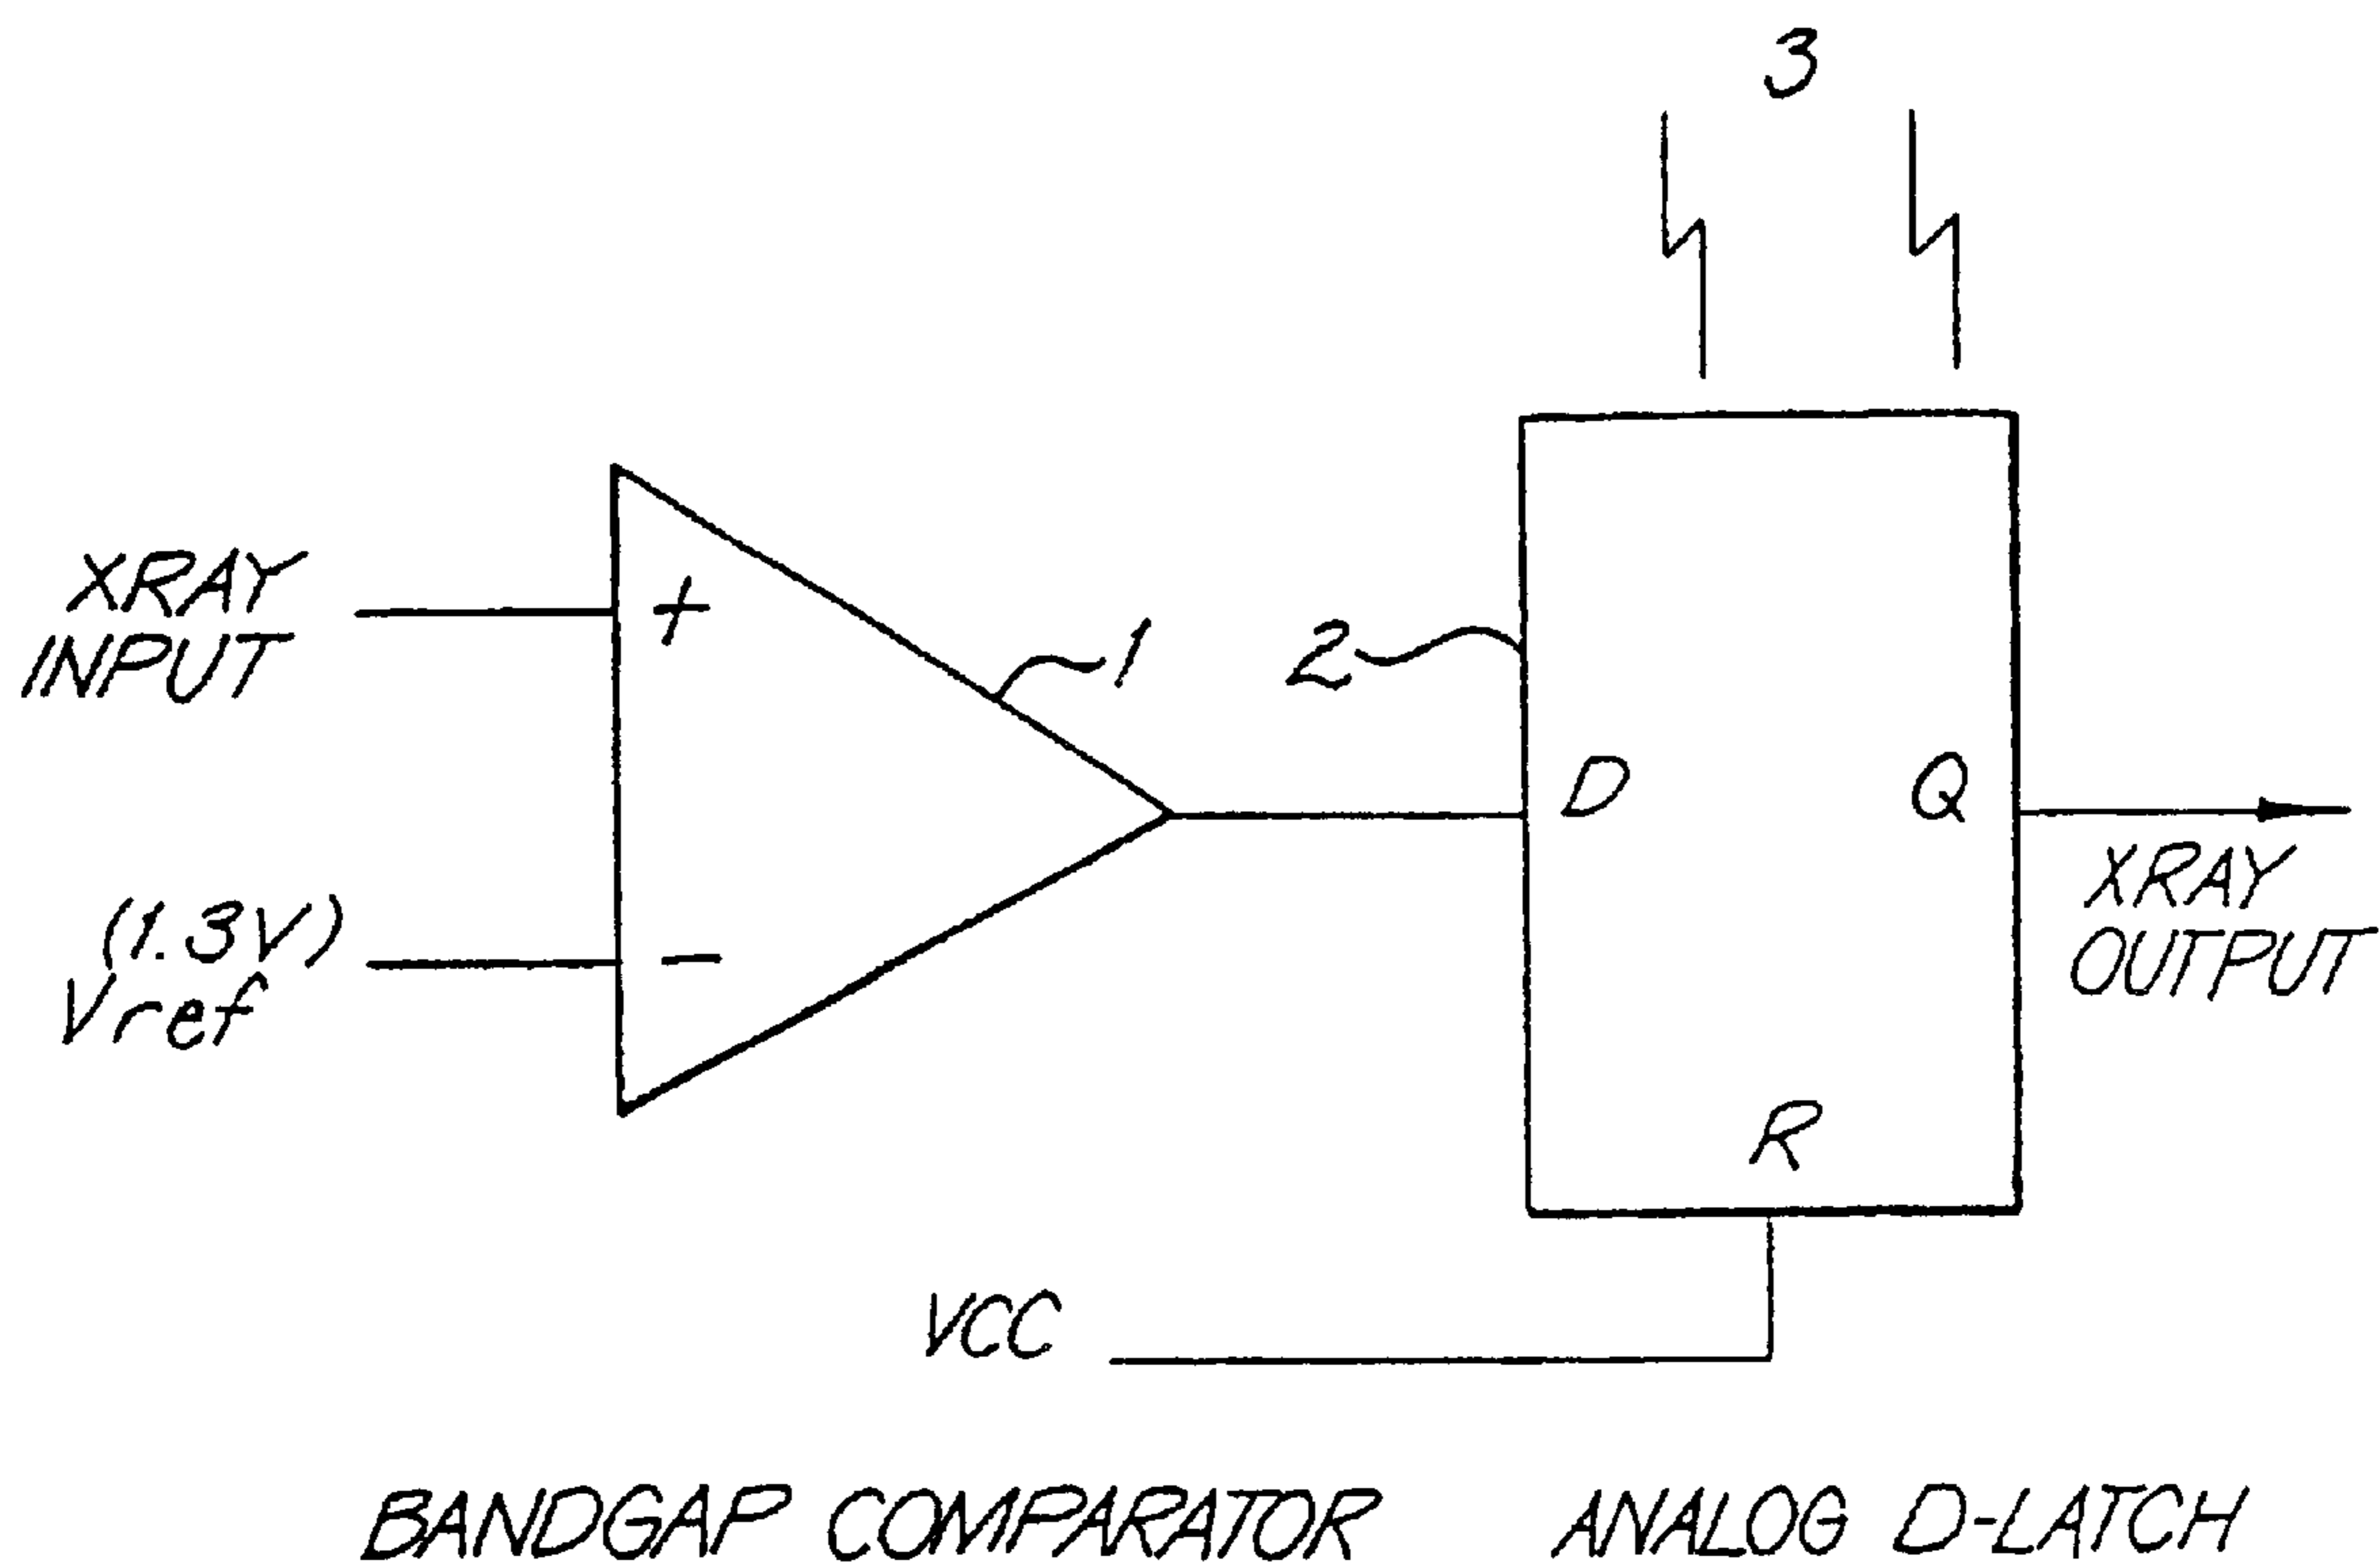 3
XRAY
INPUT
+
1
2
D
Q
(1.3V)
Vref
−
XRAY
OUTPUT
R
VCC
BANDGAP COMPARATOR
ANALOG D-LATCH